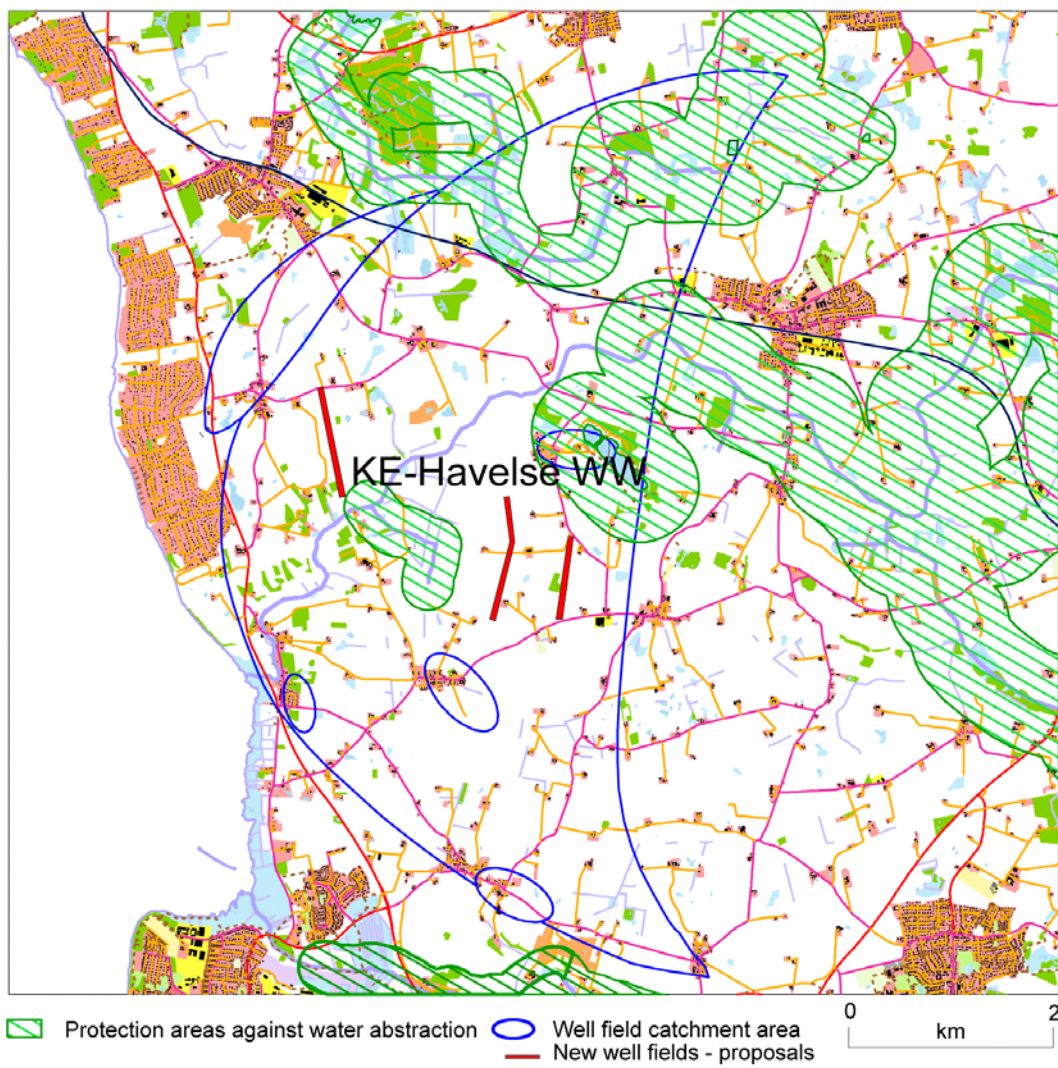 KE-Havelse WW
Protection areas against water abstraction
Well field catchment area
New well fields - proposals
0 2
km